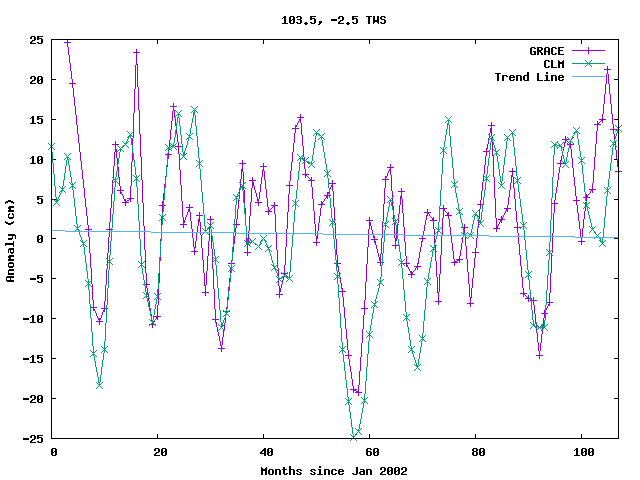 103.5, -2.5 TWS
GRACE
CLM
Trend Line
25
20
15
10
5
0
-5
-10
-15
-20
-25
Anomaly (cm)
0 20 40 60 80 100
Months since Jan 2002